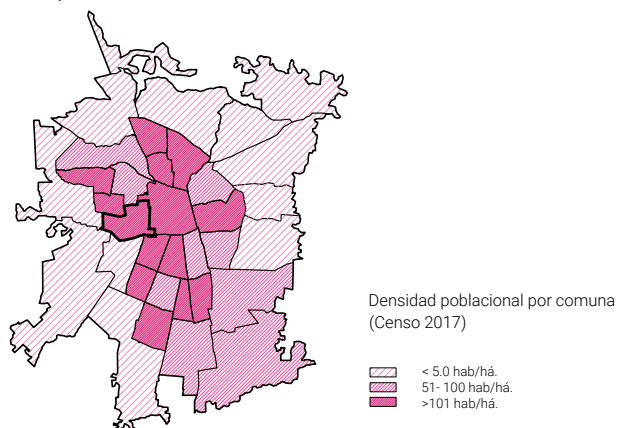 Densidad poblacional por comuna
(Censo 2017)
< 5.0 hab/há.
51- 100 hab/há.
>101 hab/há.